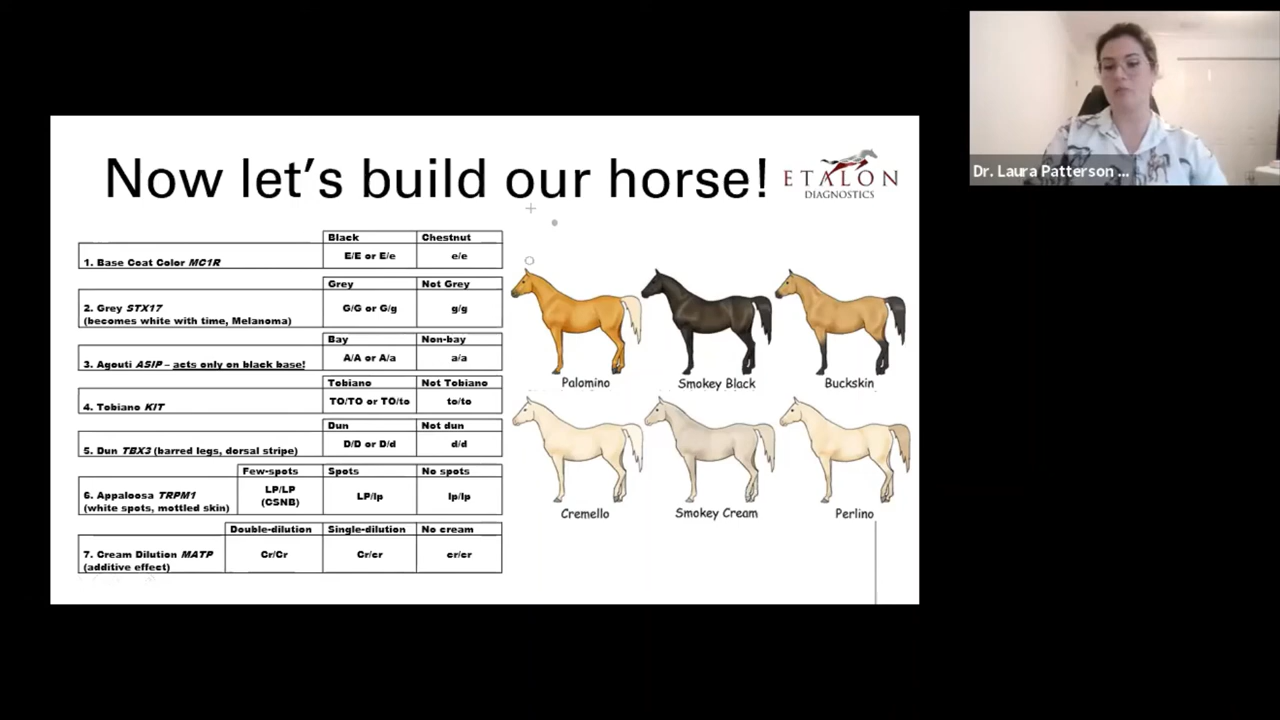 Dr. Laura Patterson ...
Now let's build our horse!
ETALON
DIAGNOSTICS
Black Chestnut
1. Base Coat Color MC1R E/E or E/e e/e
Grey Not Grey
2. Grey STX17 G/G or G/g g/g
(becomes white with time, Melanoma)
Bay Non-bay
3. Agouti ASIP – acts only on black base! A/A or A/a a/a
Tobiano Not Tobiano
4. Tobiano KIT TO/TO or TO/to to/to
Dun Not dun
5. Dun TBX3 (barred legs, dorsal stripe) D/D or D/d d/d
Few-spots Spots No spots
6. Appaloosa TRPM1 LP/LP LP/lp lp/lp
(white spots, mottled skin) (CSNB)
Double-dilution Single-dilution No cream
7. Cream Dilution MATP Cr/Cr Cr/cr cr/cr
(additive effect)
Palomino Smokey Black Buckskin
Cremello Smokey Cream Perlino